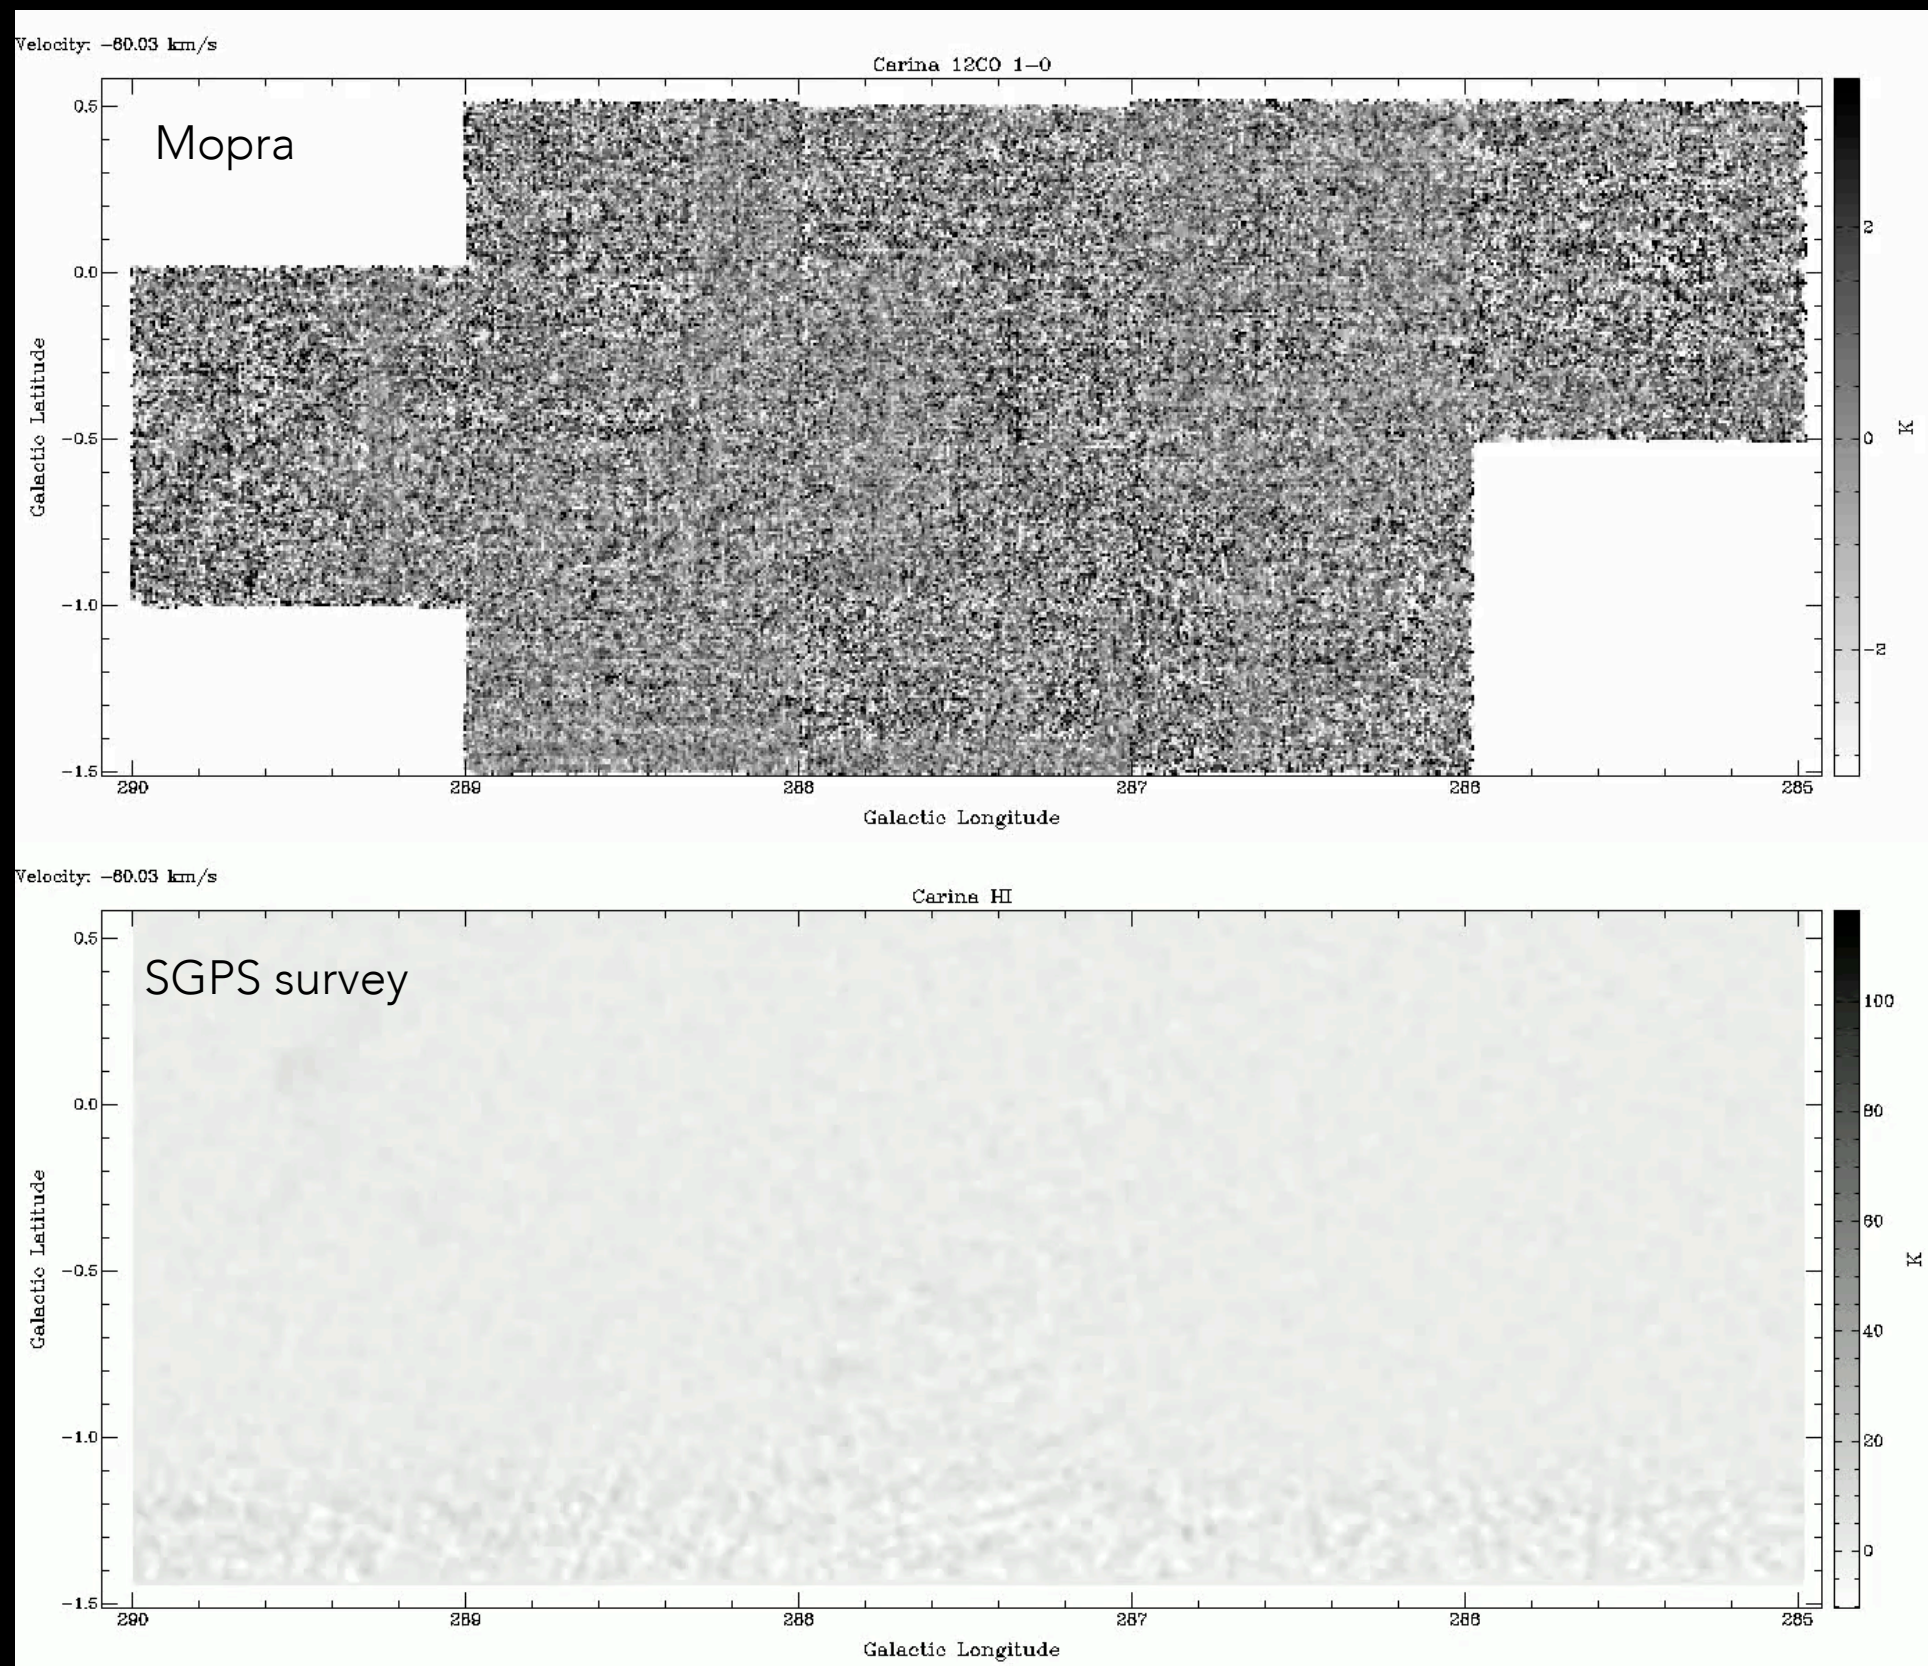 Velocity: −60.03 km/s
Carina 12CO 1−0
Mopra
0.5
0.0
−0.5
−1.0
−1.5
Galactic Latitude
290 289 288 287 286 285
Galactic Longitude
2
0
−2
K
Velocity: −60.03 km/s
Carina HI
SGPS survey
0.5
0.0
−0.5
−1.0
−1.5
Galactic Latitude
290 289 288 287 286 285
Galactic Longitude
100
80
60
40
20
0
K